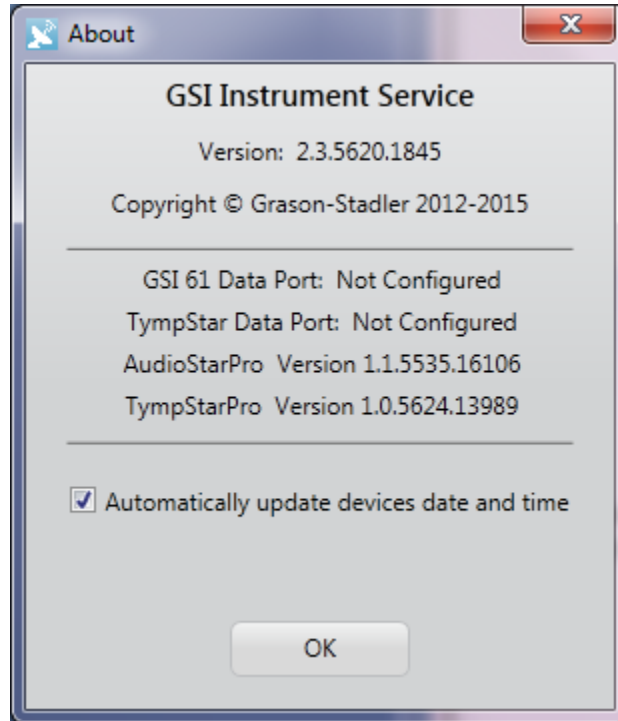 About
GSI Instrument Service
Version: 2.3.5620.1845
Copyright © Grason-Stadler 2012-2015
GSI 61 Data Port: Not Configured
TympStar Data Port: Not Configured
AudioStarPro Version 1.1.5535.16106
TympStarPro Version 1.0.5624.13989
Automatically update devices date and time
OK